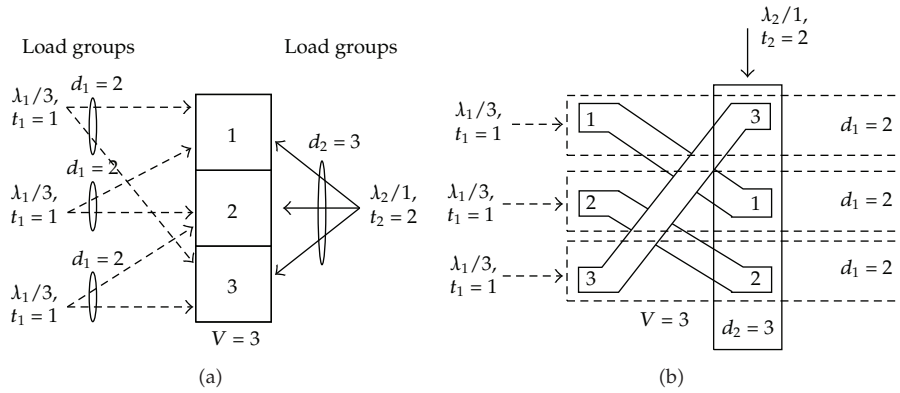 Load groups
d₁ = 2
λ₁/3,
t₁ = 1
d₁ = 2
λ₁/3,
t₁ = 1
d₁ = 2
λ₁/3,
t₁ = 1
1
2
3
V = 3
Load groups
d₂ = 3
λ₂/1,
t₂ = 2
(a)
λ₂/1,
t₂ = 2
λ₁/3,
t₁ = 1
1
3
d₁ = 2
λ₁/3,
t₁ = 1
2
1
d₁ = 2
λ₁/3,
t₁ = 1
3
2
d₁ = 2
V = 3
d₂ = 3
(b)